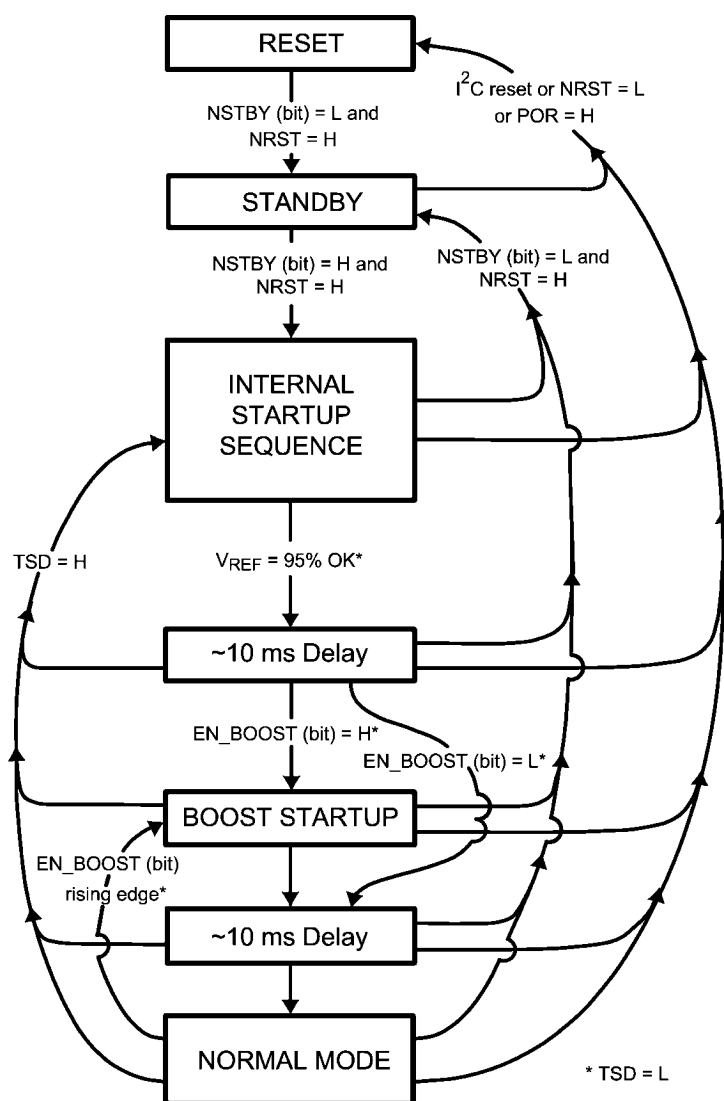 RESET
I²C reset or NRST = L
or POR = H
NSTBY (bit) = L and
NRST = H
STANDBY
NSTBY (bit) = H and
NRST = H
NSTBY (bit) = L and
NRST = H
INTERNAL
STARTUP
SEQUENCE
TSD = H
VREF = 95% OK*
~10 ms Delay
EN_BOOST (bit) = H*
EN_BOOST (bit) = L*
BOOST STARTUP
EN_BOOST (bit)
rising edge*
~10 ms Delay
NORMAL MODE
* TSD = L